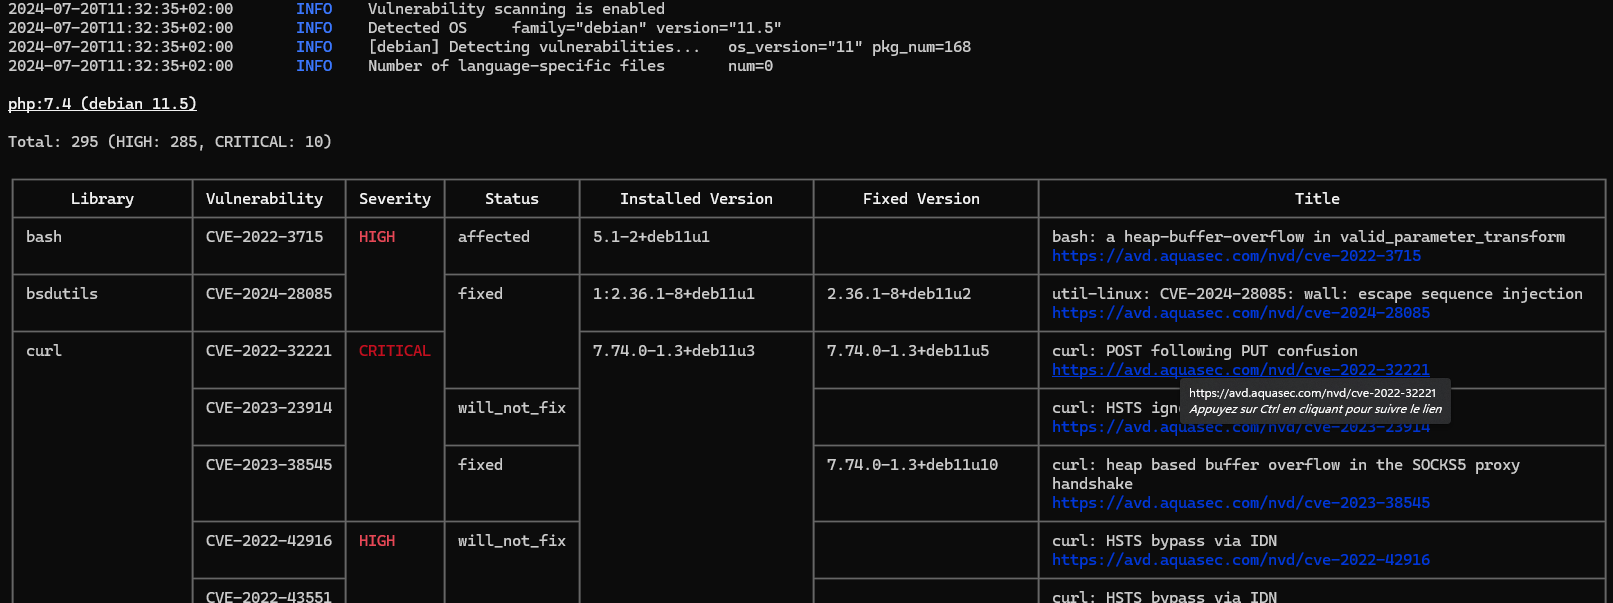 2024-07-20T11:32:35+02:00 INFO Vulnerability scanning is enabled
2024-07-20T11:32:35+02:00 INFO Detected OS family="debian" version="11.5"
2024-07-20T11:32:35+02:00 INFO [debian] Detecting vulnerabilities... os_version="11" pkg_num=168
2024-07-20T11:32:35+02:00 INFO Number of language-specific files num=0
php:7.4 (debian 11.5)
Total: 295 (HIGH: 285, CRITICAL: 10)
Library Vulnerability Severity Status Installed Version Fixed Version Title
bash CVE-2022-3715 HIGH affected 5.1-2+deb11u1 bash: a heap-buffer-overflow in valid_parameter_transform
https://avd.aquasec.com/nvd/cve-2022-3715
bsdutils CVE-2024-28085 fixed 1:2.36.1-8+deb11u1 2.36.1-8+deb11u2 util-linux: CVE-2024-28085: wall: escape sequence injection
https://avd.aquasec.com/nvd/cve-2024-28085
curl CVE-2022-32221 CRITICAL 7.74.0-1.3+deb11u3 7.74.0-1.3+deb11u5 curl: POST following PUT confusion
https://avd.aquasec.com/nvd/cve-2022-32221
https://avd.aquasec.com/nvd/cve-2022-32221
Appuyez sur Ctrl en cliquant pour suivre le lien
CVE-2023-23914 will_not_fix curl: HSTS
https://avd.aquasec.com/nvd/cve-2023-23914
CVE-2023-38545 fixed 7.74.0-1.3+deb11u10 curl: heap based buffer overflow in the SOCKS5 proxy
handshake
https://avd.aquasec.com/nvd/cve-2023-38545
CVE-2022-42916 HIGH will_not_fix curl: HSTS bypass via IDN
https://avd.aquasec.com/nvd/cve-2022-42916
CVE-2022-43551 curl: HSTS bypass via IDN